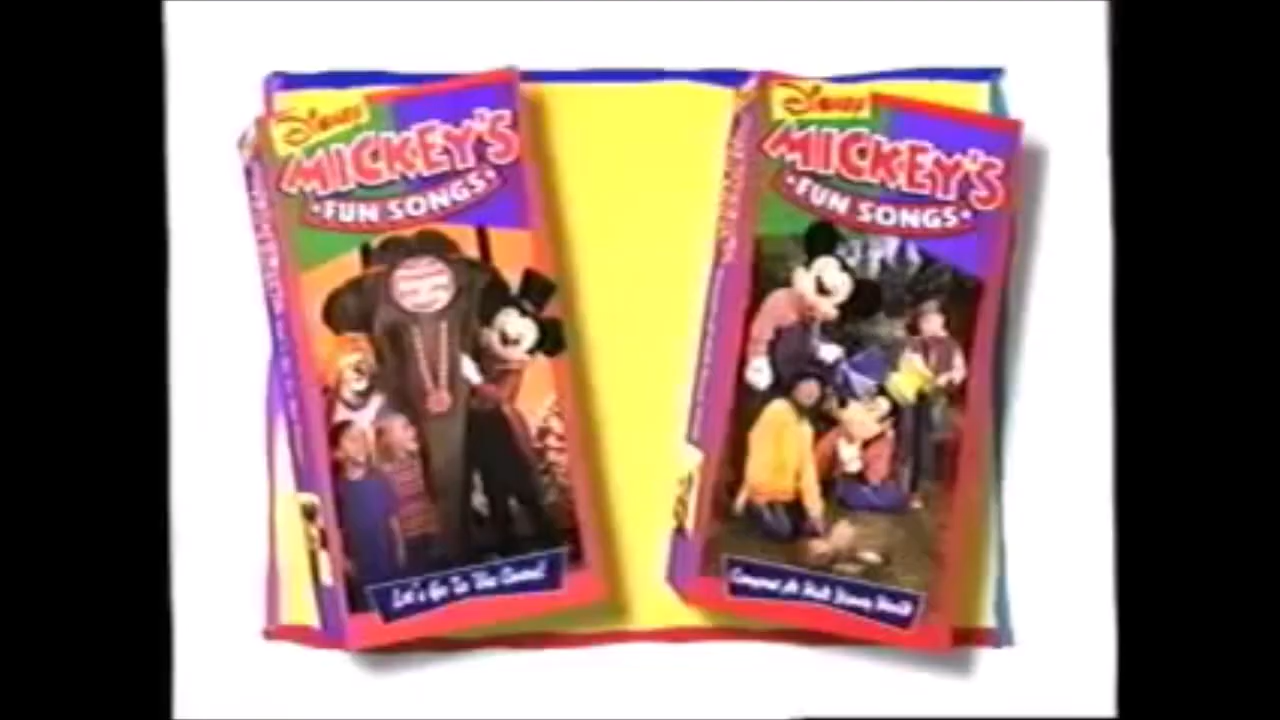 Disney
MICKEY'S
·FUN SONGS·
Let's Go To The Circus!
Disney
MICKEY'S
·FUN SONGS·
Campout At Walt Disney World